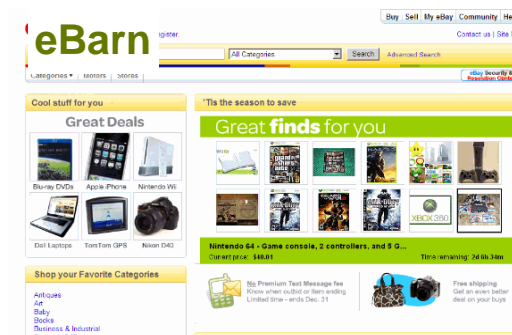 Buy Sell My eBay Community He
eBarn
egister
Contact us | Site
All Categories
Search
Advanced Search
Categories ▾ Motors Stores
eBay Security &
Resolution Cente
Cool stuff for you
Great Deals
Blu-ray DVDs
Apple iPhone
Nintendo Wii
Dell Laptops
TomTom GPS
Nikon D40
Shop your Favorite Categories
Antiques
Art
Baby
Books
Business & Industrial
'Tis the season to save
Great finds for you
XBOX 360
Nintendo 64 - Game console, 2 controllers, and 5 G...
Current price: $48.01
Time remaining: 2d 6h 34m
No Premium Text Message fee
Know when outbid or item ending
Limited time - ends Dec. 31
Free shipping
Get an even better
deal on your buys